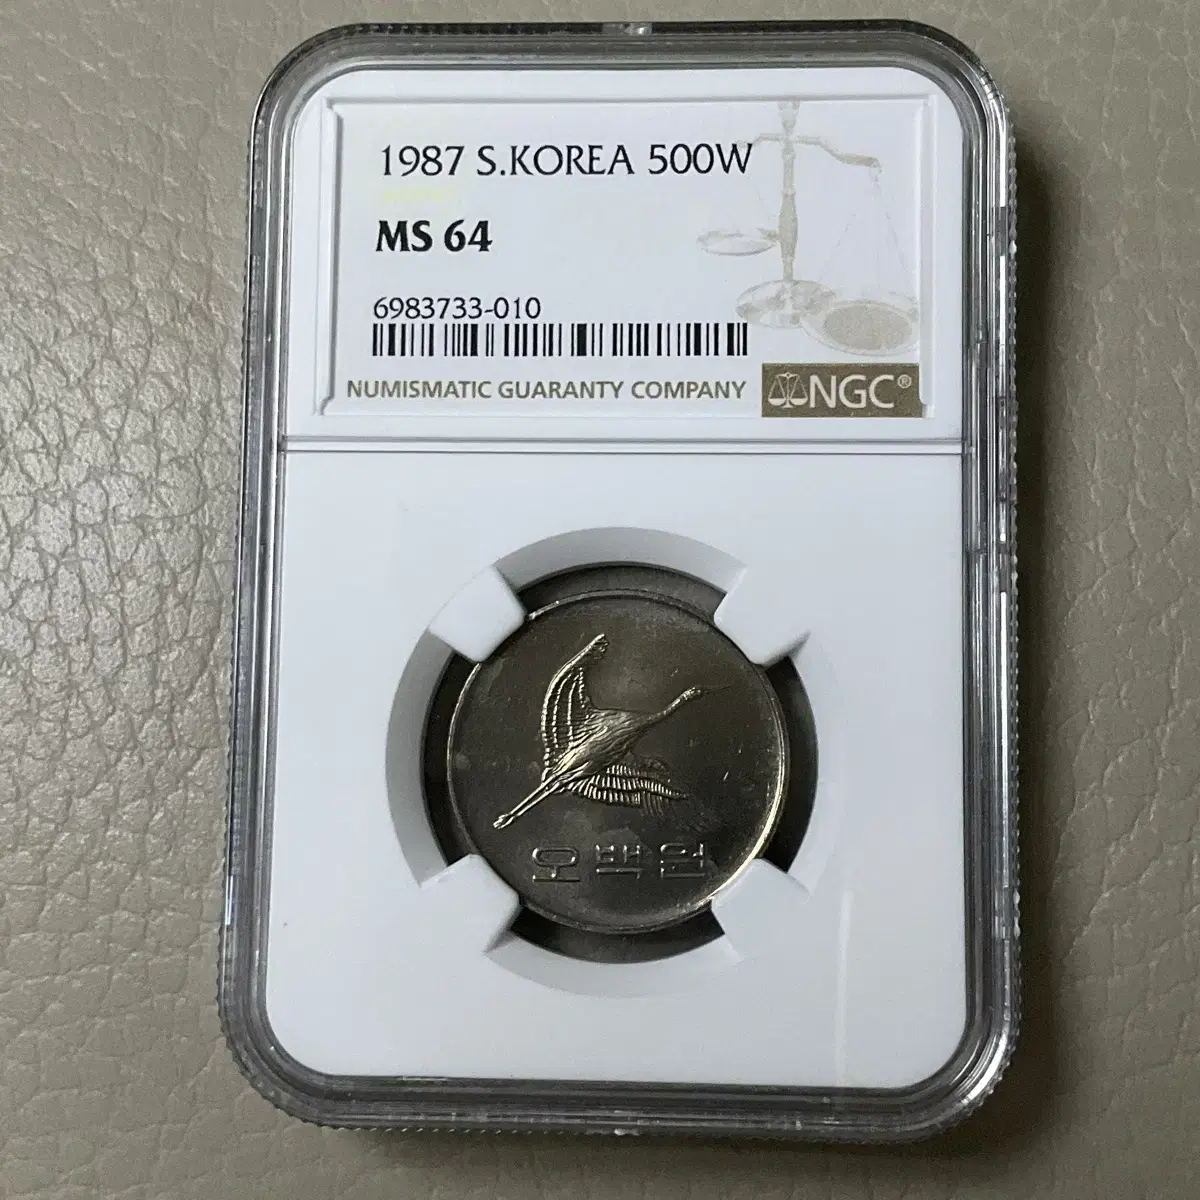 1987 S.KOREA 500W
MS 64
6983733-010
NUMISMATIC GUARANTY COMPANY NGC®
오백원